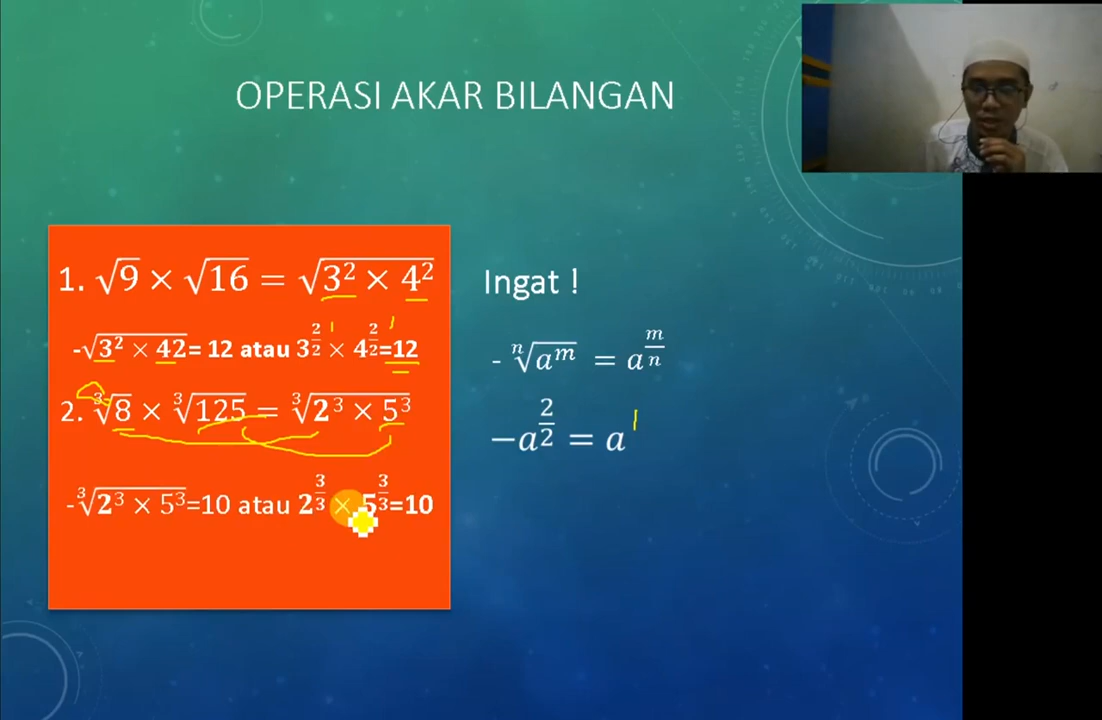 OPERASI AKAR BILANGAN
1. √9 × √16 = √(3² × 4²)
-√(3² × 42)= 12 atau 3^(2/2) × 4^(2/2)=12
2. ∛8 × ∛125 = ∛(2³ × 5³)
-∛(2³ × 5³)=10 atau 2^(3/3) × 5^(3/3)=10
Ingat !
- ⁿ√(aᵐ) = a^(m/n)
−a^(2/2) = a